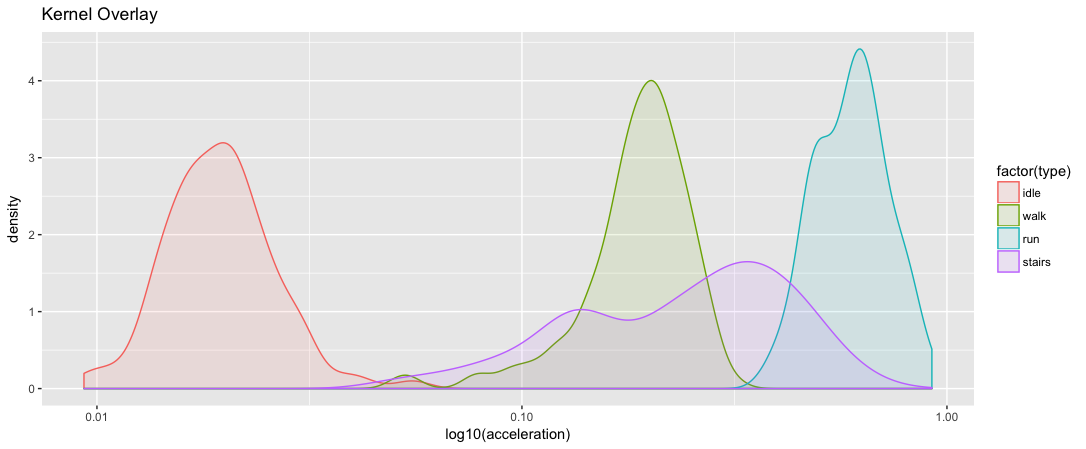 Kernel Overlay
density
4
3
2
1
0
0.01
0.10
1.00
log10(acceleration)
factor(type)
idle
walk
run
stairs